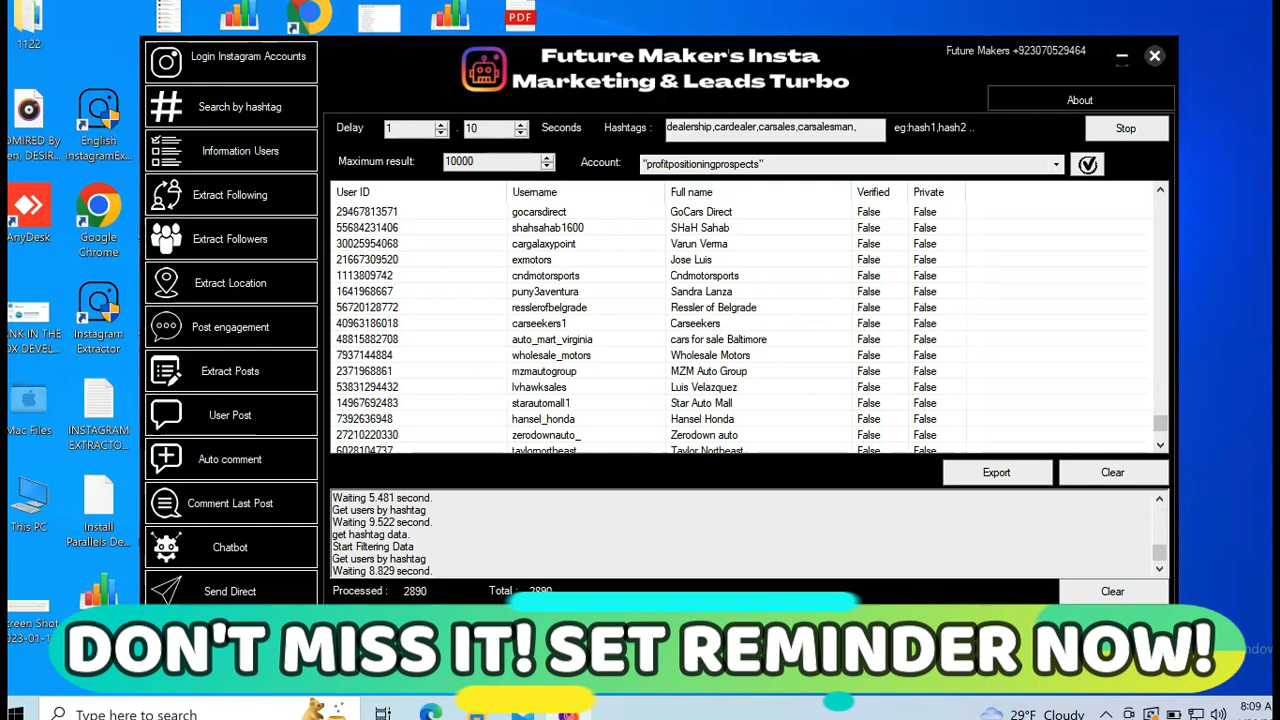 1122
PDF
Login Instagram Accounts
Future Maker's Insta
Marketing & Leads Turbo
Future Makers +923070529464
About
Search by hashtag
Delay
1
.
10
Seconds
Hashtags :
dealership,cardealer,carsales,carsalesman,
eg:hash1,hash2 ..
Stop
Information Users
Maximum result:
10000
Account:
"profitpositioningprospects"
Extract Following
Extract Followers
Extract Location
Post engagement
Extract Posts
User Post
Auto comment
Comment Last Post
Chatbot
Send Direct
User ID Username Full name Verified Private
29467813571 gocarsdirect GoCars Direct False False
55684231406 shahsahab1600 SHaH Sahab False False
30025954068 cargalaxypoint Varun Verma False False
21667309520 exmotors Jose Luis False False
1113809742 cndmotorsports Cndmotorsports False False
1641968667 puny3aventura Sandra Lanza False False
56720128772 resslerofbelgrade Ressler of Belgrade False False
40963186018 carseekers1 Carseekers False False
48815882708 auto_mart_virginia cars for sale Baltimore False False
7937144884 wholesale_motors Wholesale Motors False False
2371968861 mzmautogroup MZM Auto Group False False
53831294432 lvhawksales Luis Velazquez False False
14967692483 starautomall1 Star Auto Mall False False
7392636948 hansel_honda Hansel Honda False False
27210220330 zerodownauto_ Zerodown auto False False
6028104737 taylornortheast Taylor Northeast False False
Export
Clear
Waiting 5.481 second.
Get users by hashtag
Waiting 9.522 second.
get hashtag data.
Start Filtering Data
Get users by hashtag
Waiting 8.829 second.
Processed : 2890 Total : 2890
Clear
English
InstagramEx...
AnyDesk
Google
Chrome
Instagram
Extractor
Mac Files
INSTAGRAM
EXTRACTO...
This PC
Install
Parallels De...
DON'T MISS IT! SET REMINDER NOW!
Type here to search
29°F Cloudy
8:09 A